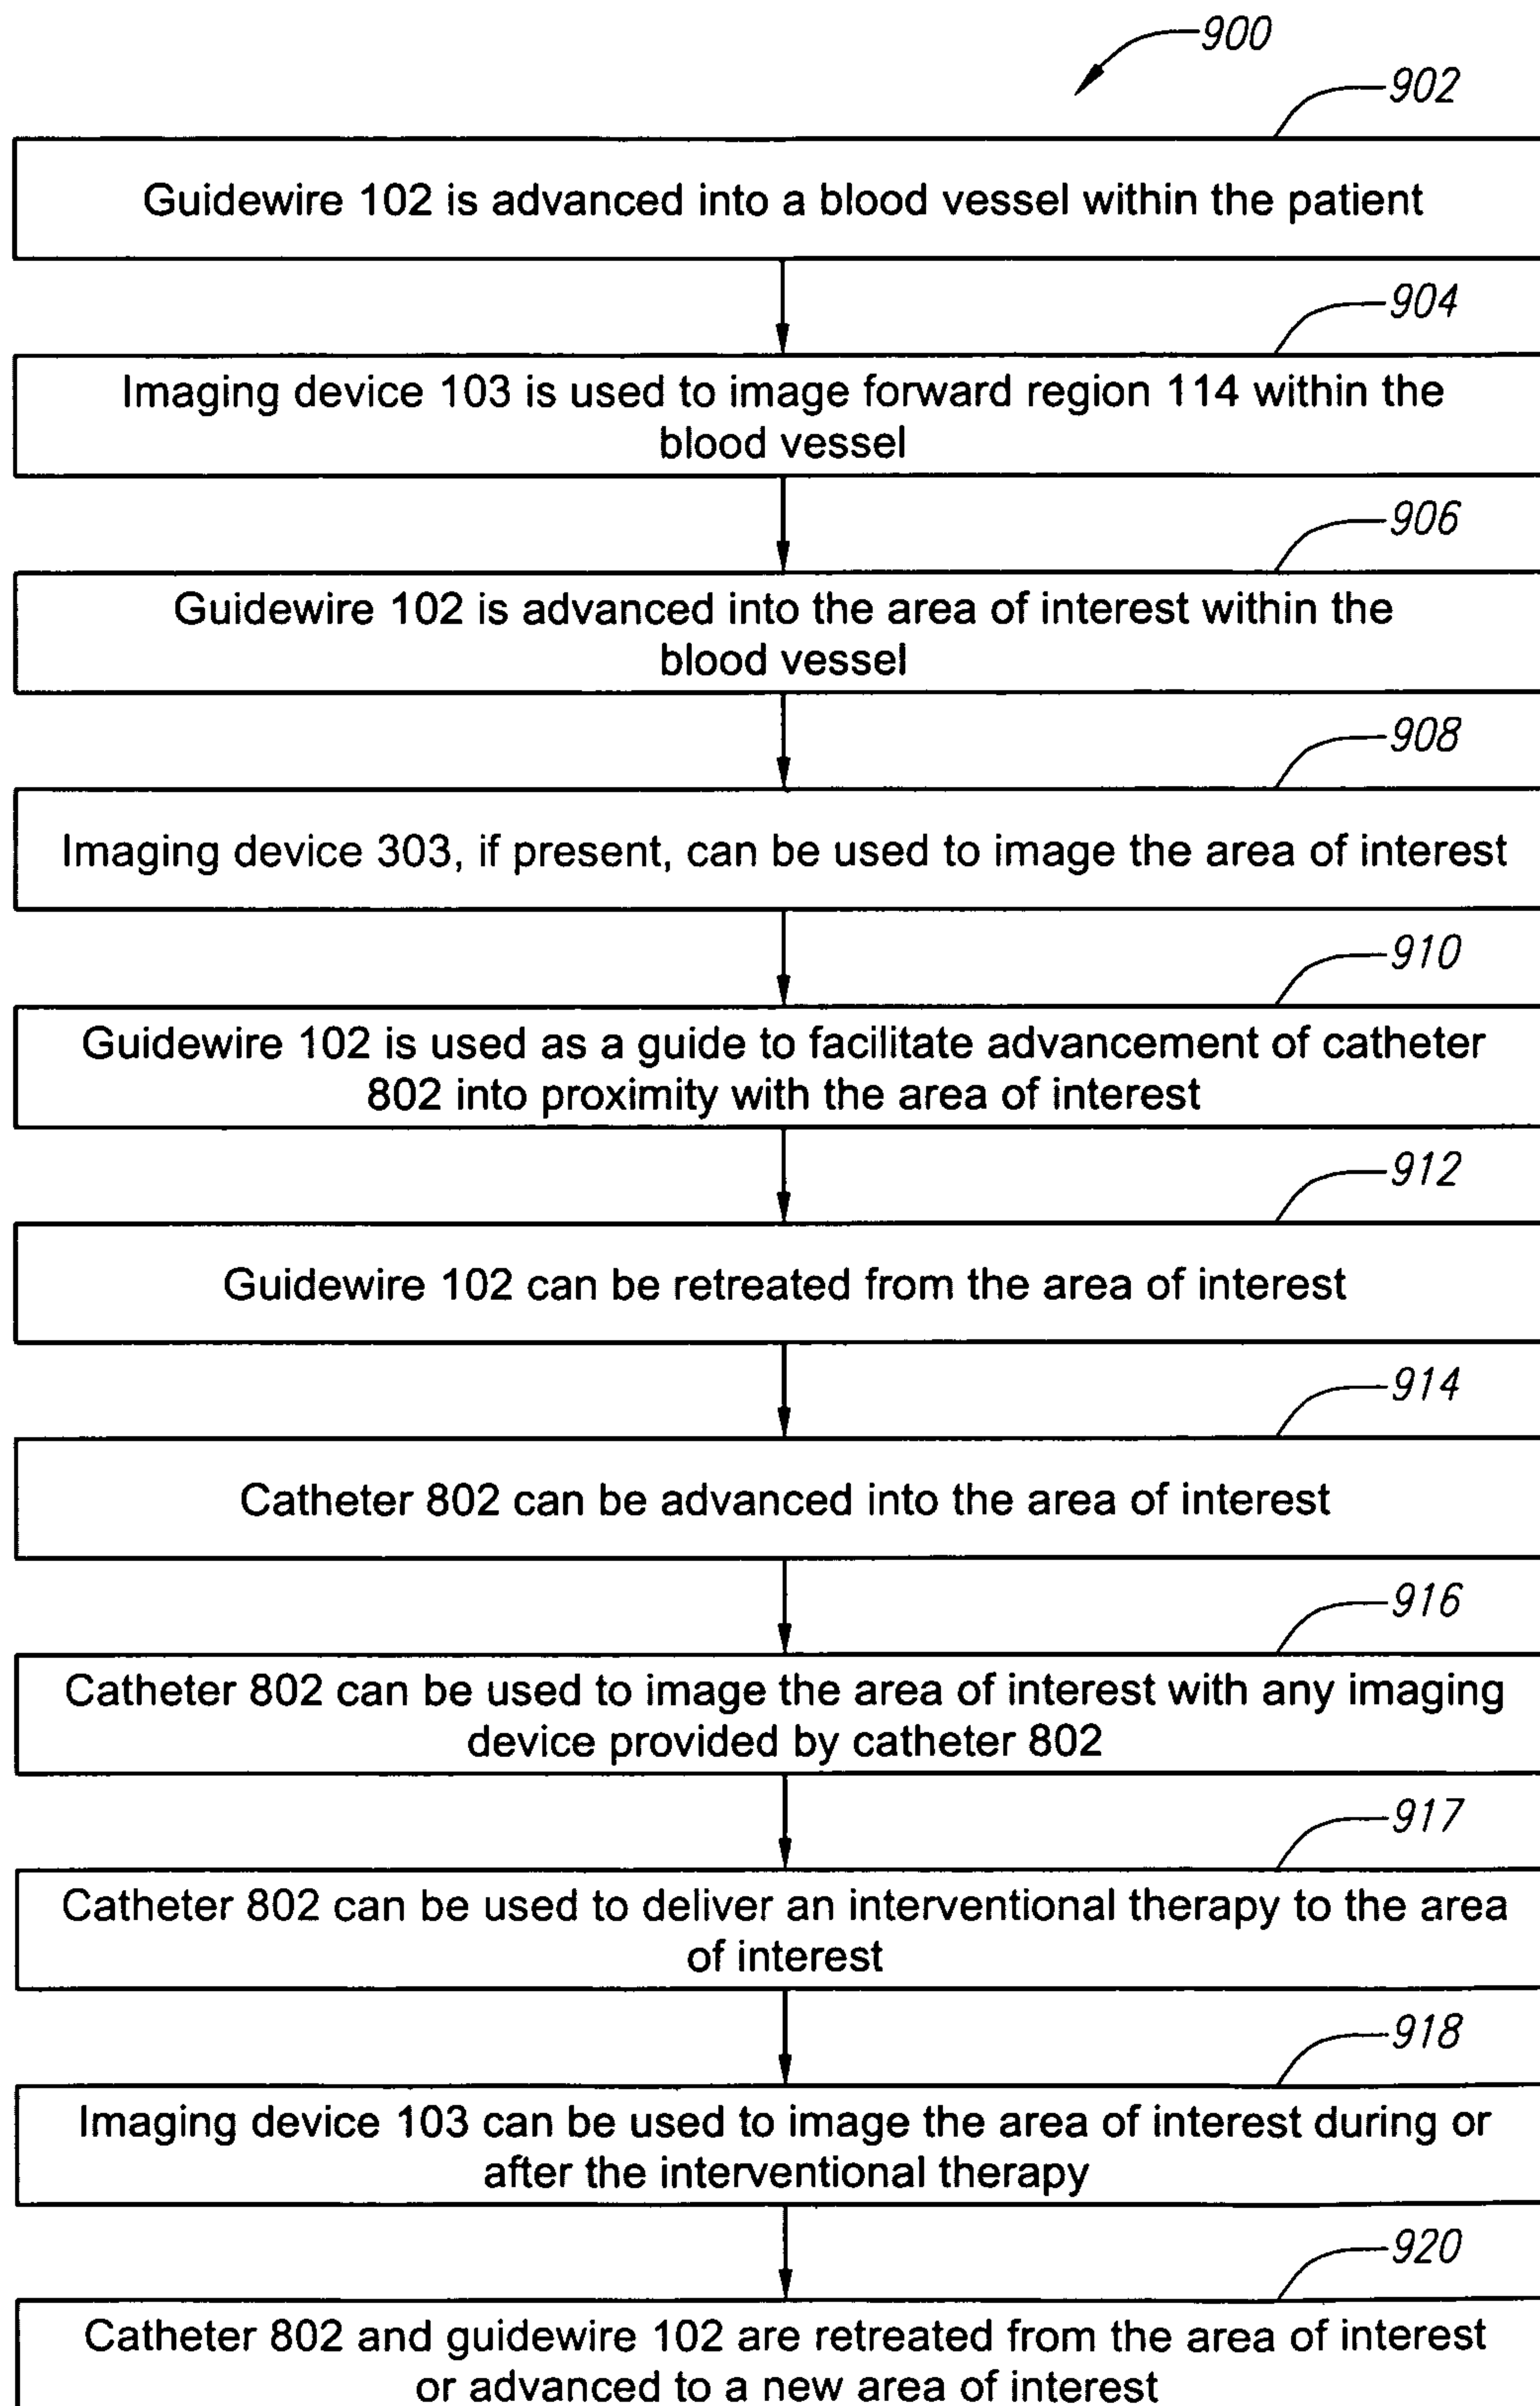 900
902
Guidewire 102 is advanced into a blood vessel within the patient
904
Imaging device 103 is used to image forward region 114 within the
blood vessel
906
Guidewire 102 is advanced into the area of interest within the
blood vessel
908
Imaging device 303, if present, can be used to image the area of interest
910
Guidewire 102 is used as a guide to facilitate advancement of catheter
802 into proximity with the area of interest
912
Guidewire 102 can be retreated from the area of interest
914
Catheter 802 can be advanced into the area of interest
916
Catheter 802 can be used to image the area of interest with any imaging
device provided by catheter 802
917
Catheter 802 can be used to deliver an interventional therapy to the area
of interest
918
Imaging device 103 can be used to image the area of interest during or
after the interventional therapy
920
Catheter 802 and guidewire 102 are retreated from the area of interest
or advanced to a new area of interest